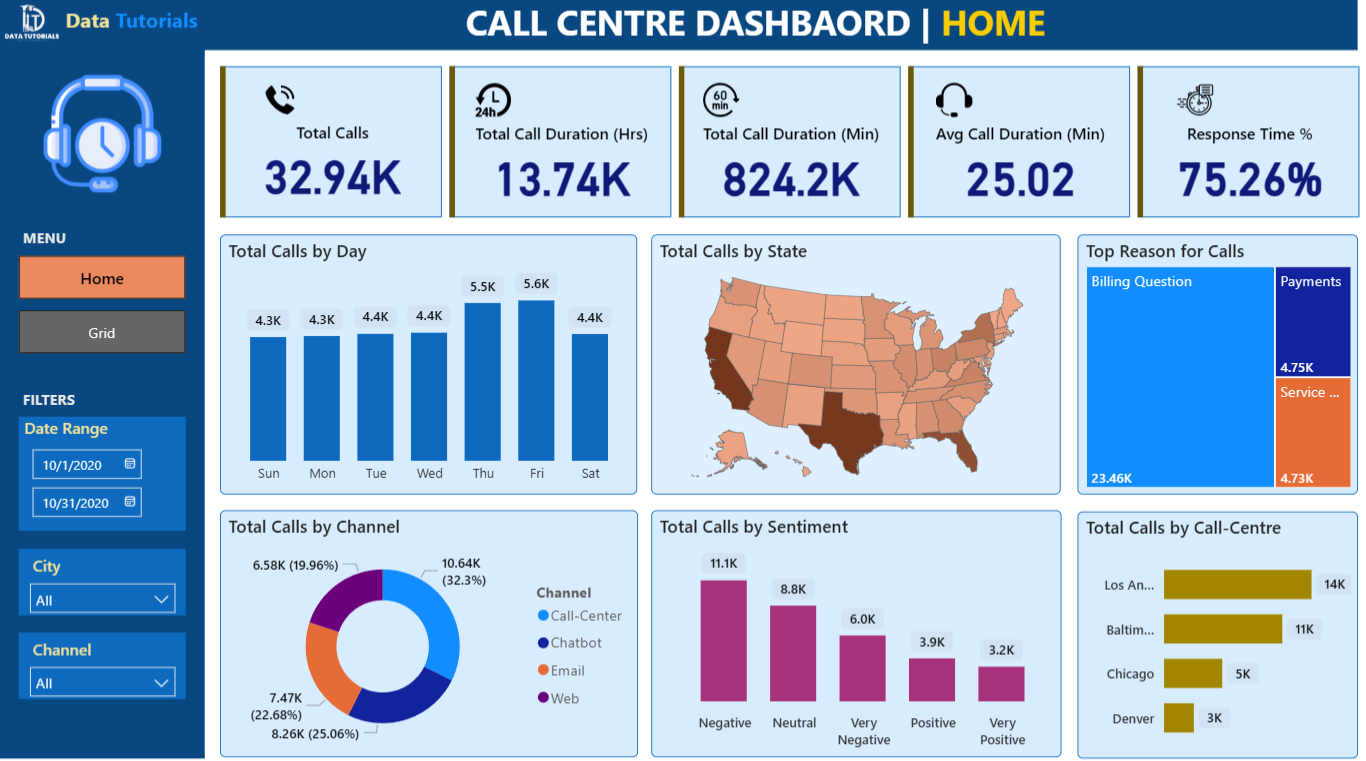 DATA TUTORIALS
Data Tutorials
CALL CENTRE DASHBAORD | HOME
Total Calls
32.94K
24h
Total Call Duration (Hrs)
13.74K
60
min
Total Call Duration (Min)
824.2K
Avg Call Duration (Min)
25.02
Response Time %
75.26%
MENU
Home
Grid
FILTERS
Date Range
10/1/2020
10/31/2020
City
All
Channel
All
Total Calls by Day
4.3K
4.3K
4.4K
4.4K
5.5K
5.6K
4.4K
Sun
Mon
Tue
Wed
Thu
Fri
Sat
Total Calls by State
Top Reason for Calls
Billing Question
23.46K
Payments
4.75K
Service ...
4.73K
Total Calls by Channel
6.58K (19.96%)
10.64K
(32.3%)
7.47K
(22.68%)
8.26K (25.06%)
Channel
Call-Center
Chatbot
Email
Web
Total Calls by Sentiment
11.1K
8.8K
6.0K
3.9K
3.2K
Negative
Neutral
Very
Negative
Positive
Very
Positive
Total Calls by Call-Centre
Los An...
14K
Baltim...
11K
Chicago
5K
Denver
3K